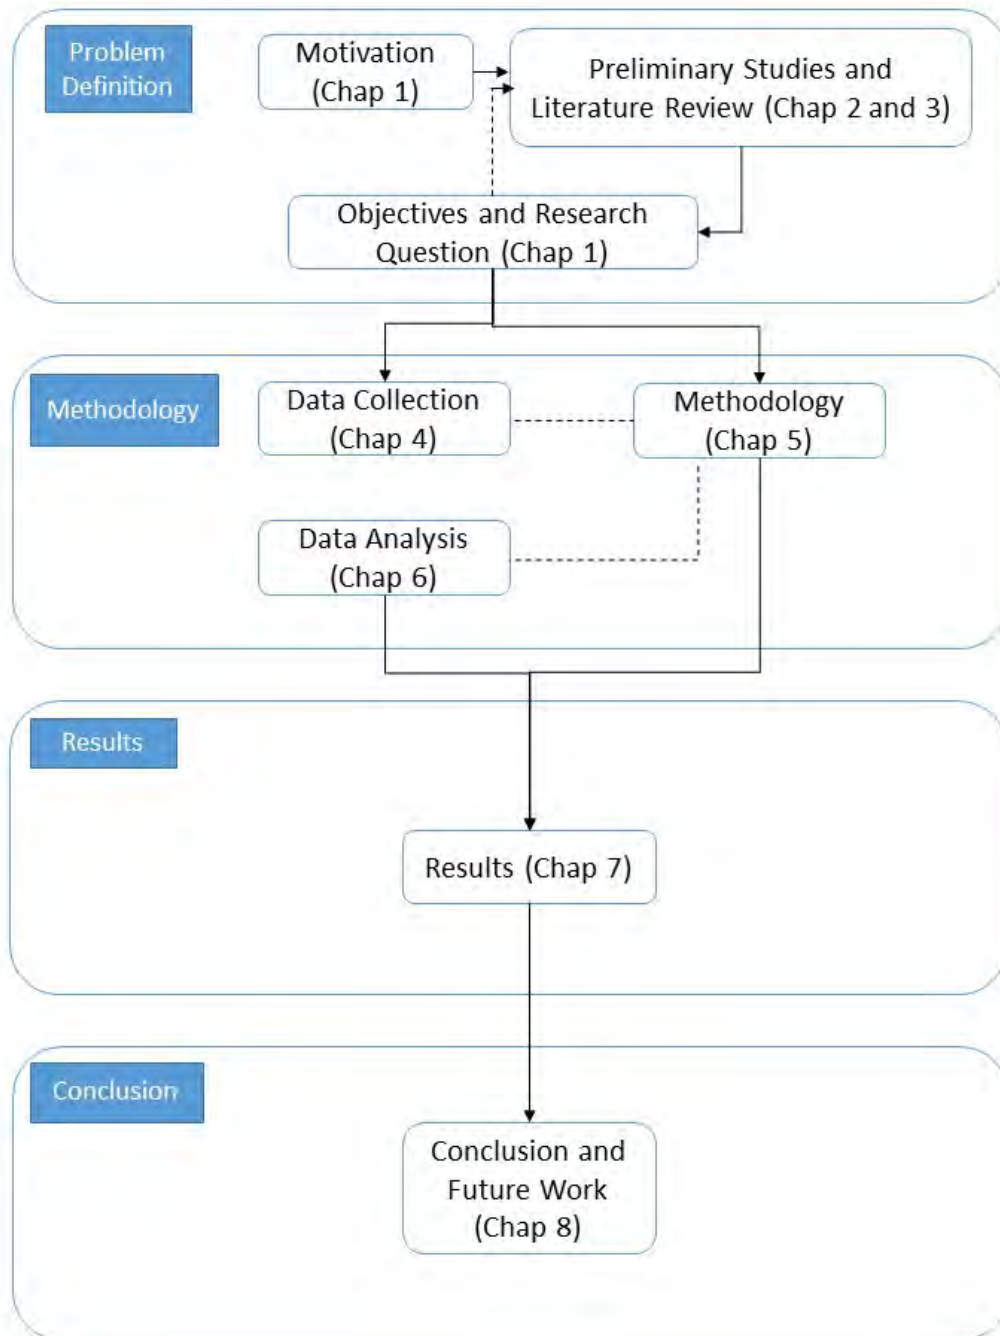 Problem
Definition
Motivation
(Chap 1)
Preliminary Studies and
Literature Review (Chap 2 and 3)
Objectives and Research
Question (Chap 1)
Methodology
Data Collection
(Chap 4)
Methodology
(Chap 5)
Data Analysis
(Chap 6)
Results
Results (Chap 7)
Conclusion
Conclusion and
Future Work
(Chap 8)